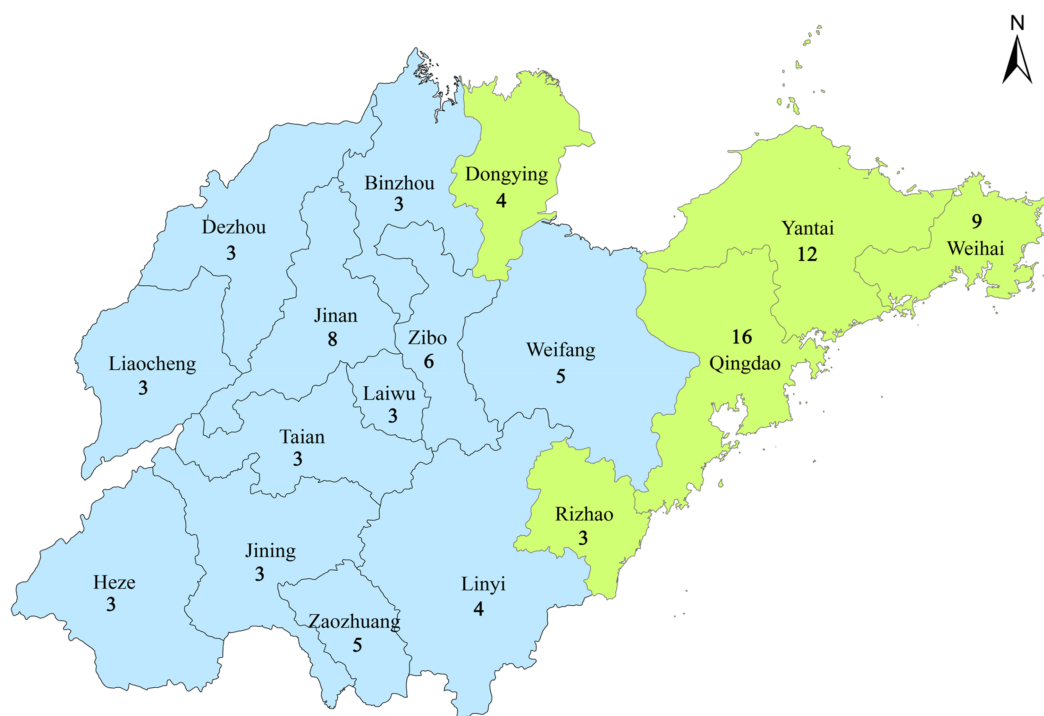 N
Binzhou
3
Dongying
4
Dezhou
3
Yantai
12
9
Weihai
Jinan
8
Zibo
6
Weifang
5
16
Qingdao
Liaocheng
3
Laiwu
3
Taian
3
Rizhao
3
Jining
3
Heze
3
Linyi
4
Zaozhuang
5